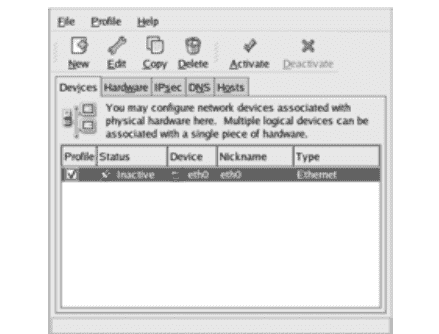 File Profile Help
New Edit Copy Delete Activate Deactivate
Devices Hardware IPsec DNS Hosts
You may configure network devices associated with
physical hardware here. Multiple logical devices can be
associated with a single piece of hardware.
Profile Status Device Nickname Type
Inactive eth0 eth0 Ethernet